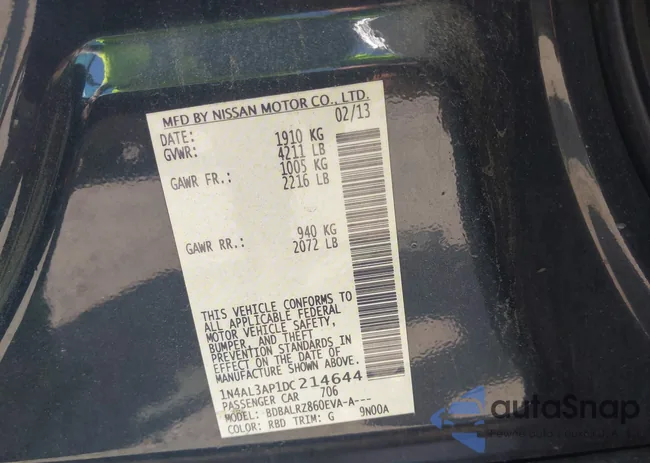 MFD BY NISSAN MOTOR CO., LTD.
DATE: 02/13
GVWR: 1910 KG
4211 LB
GAWR FR.: 1005 KG
2216 LB
GAWR RR.: 940 KG
2072 LB
THIS VEHICLE CONFORMS TO
ALL APPLICABLE FEDERAL
MOTOR VEHICLE SAFETY,
BUMPER, AND THEFT
PREVENTION STANDARDS IN
EFFECT ON THE DATE OF
MANUFACTURE SHOWN ABOVE.
1N4AL3AP1DC214644
PASSENGER CAR 706
MODEL: BDBALRZ860EVA-A---
COLOR: RBD TRIM: G 9N00A
autoSnap